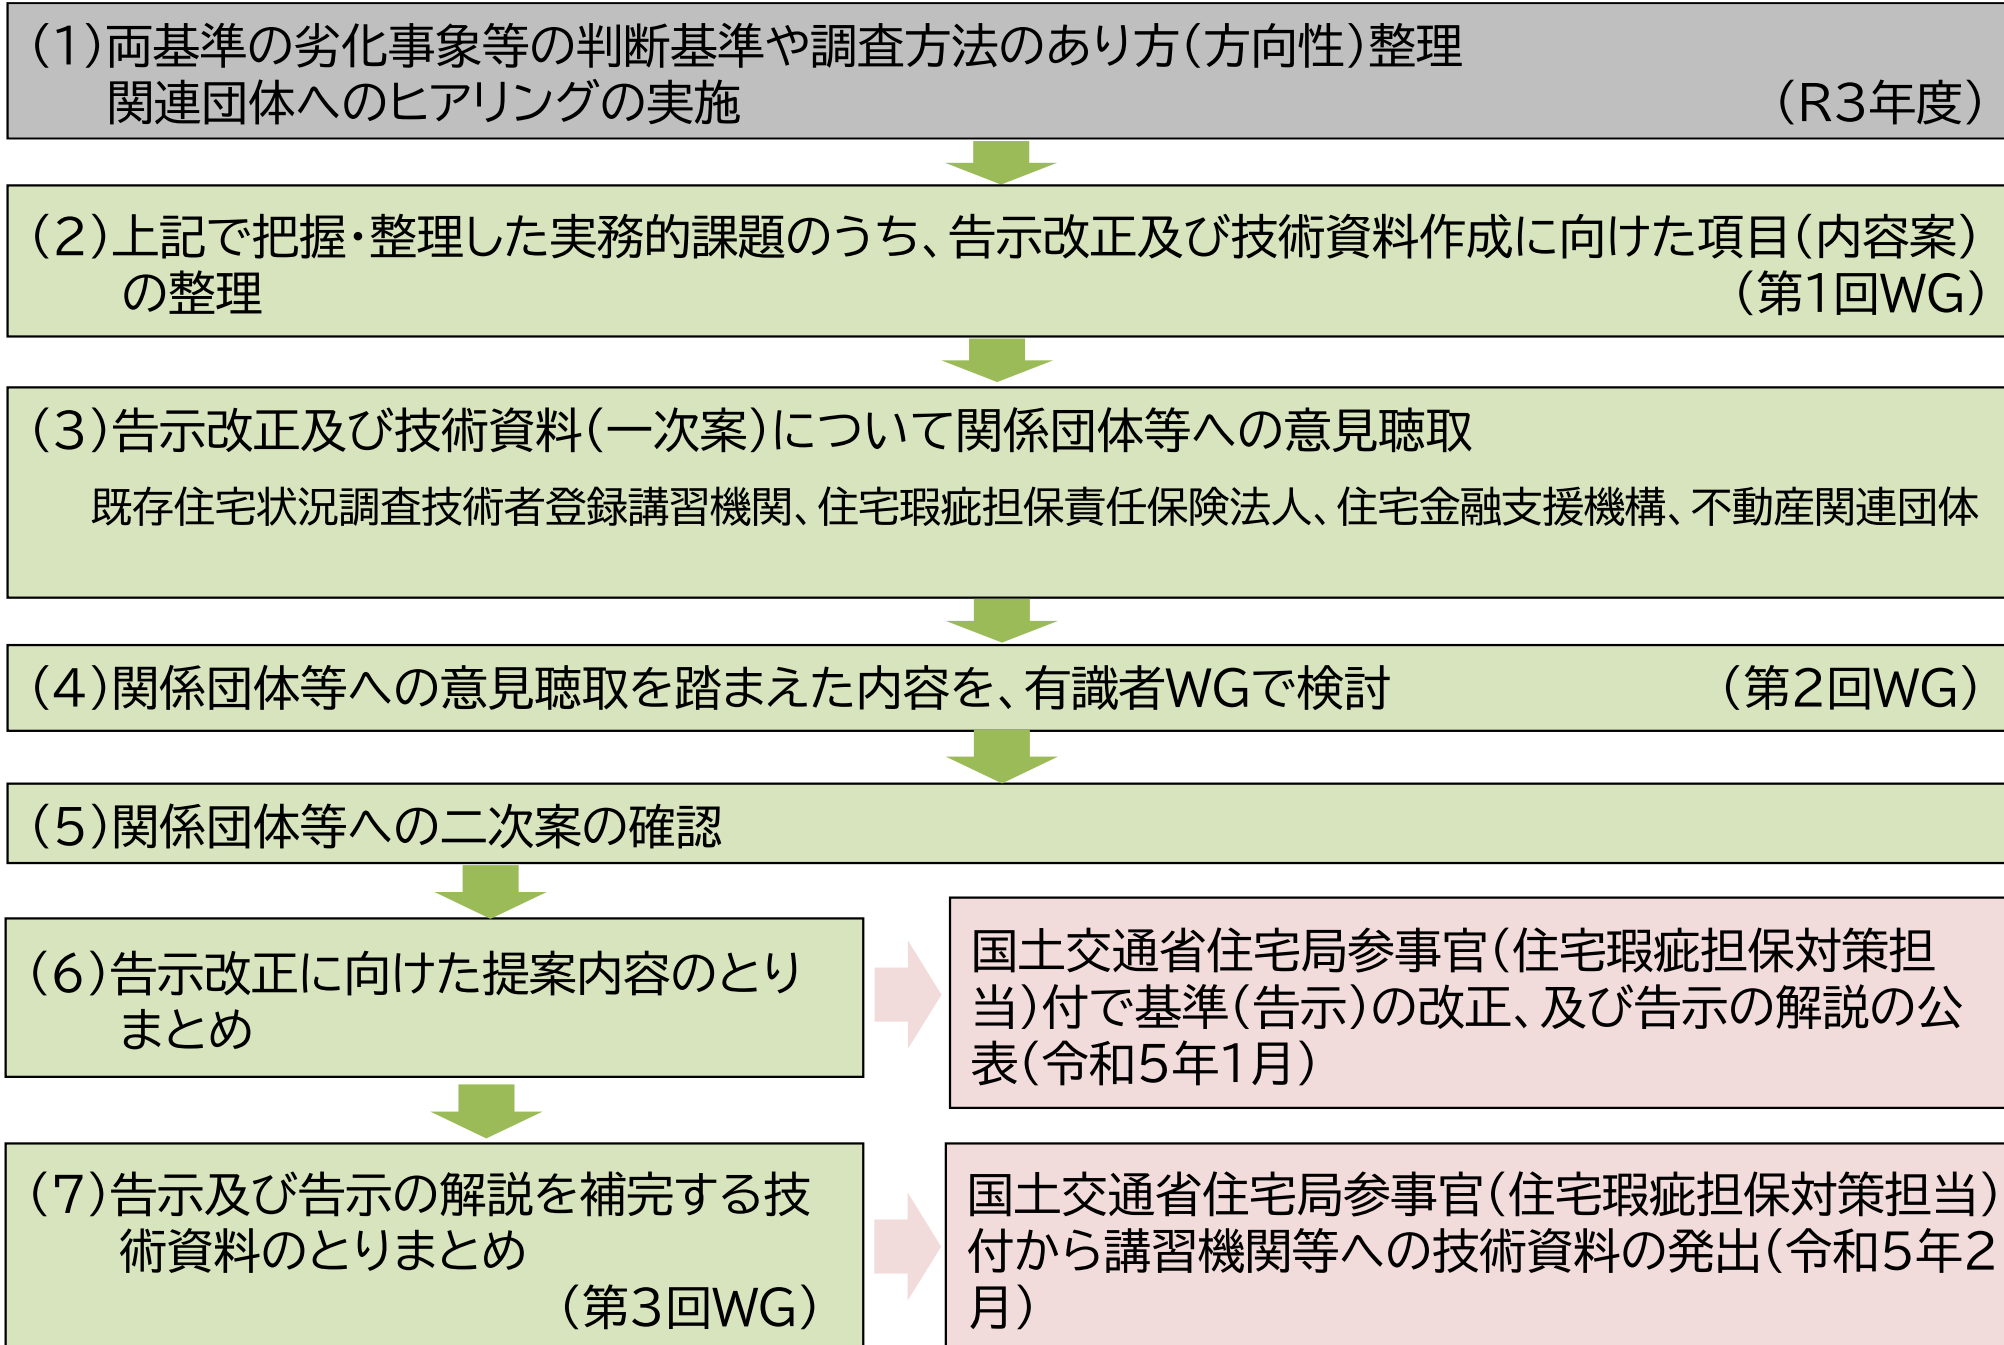 （1）両基準の劣化事象等の判断基準や調査方法のあり方（方向性）整理
関連団体へのヒアリングの実施 （R3年度）
（2）上記で把握・整理した実務的課題のうち、告示改正及び技術資料作成に向けた項目（内容案）
の整理 （第1回WG）
（3）告示改正及び技術資料（一次案）について関係団体等への意見聴取
既存住宅状況調査技術者登録講習機関、住宅瑕疵担保責任保険法人、住宅金融支援機構、不動産関連団体
（4）関係団体等への意見聴取を踏まえた内容を、有識者WGで検討 （第2回WG）
（5）関係団体等への二次案の確認
（6）告示改正に向けた提案内容のとり
まとめ
国土交通省住宅局参事官（住宅瑕疵担保対策担
当）付で基準（告示）の改正、及び告示の解説の公
表（令和5年1月）
（7）告示及び告示の解説を補完する技
術資料のとりまとめ
（第3回WG）
国土交通省住宅局参事官（住宅瑕疵担保対策担当）
付から講習機関等への技術資料の発出（令和5年2
月）